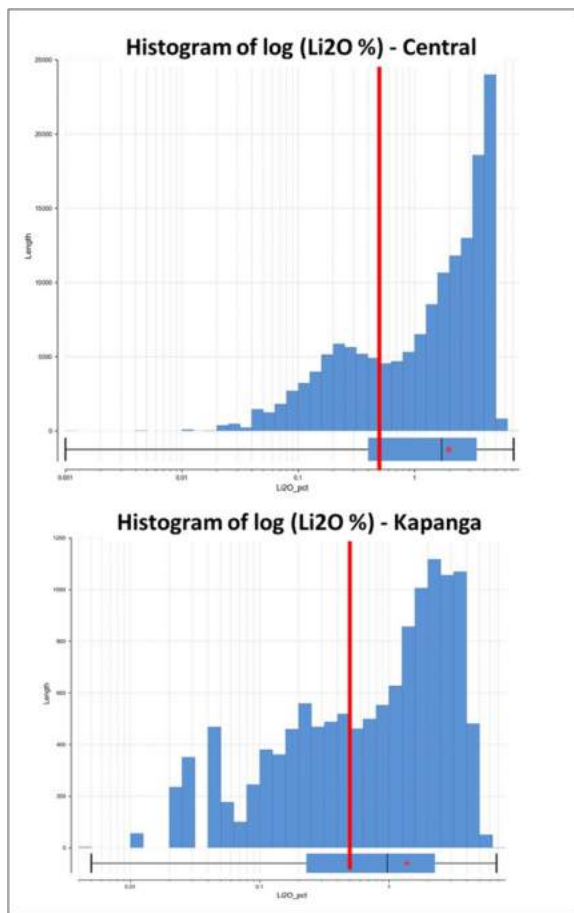 Histogram of log (Li2O %) - Central
25000
20000
15000
10000
5000
0
Length
0.001 0.01 0.1 1
Li2O_pct
Histogram of log (Li2O %) - Kapanga
1200
1000
800
600
400
200
0
Length
0.01 0.1 1
Li2O_pct